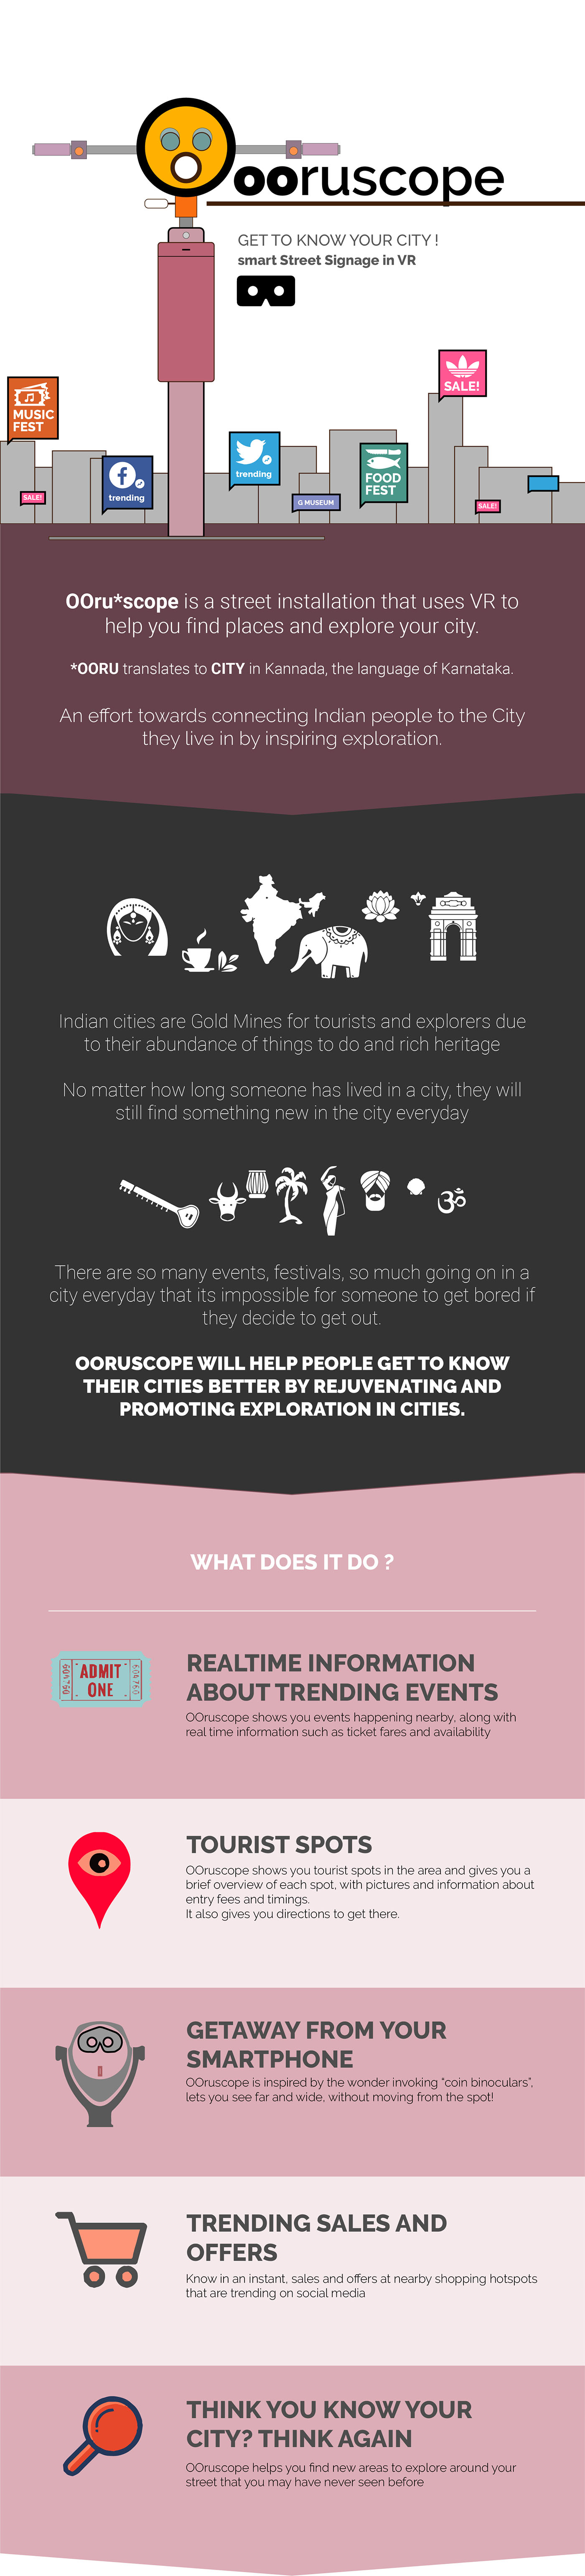 ooruscope
GET TO KNOW YOUR CITY !
smart Street Signage in VR
SALE!
MUSIC
FEST
trending
trending
FOOD
FEST
SALE!
G MUSEUM
SALE!
OOru*scope is a street installation that uses VR to
help you find places and explore your city.
*OORU translates to CITY in Kannada, the language of Karnataka.
An effort towards connecting Indian people to the City
they live in by inspiring exploration.
Indian cities are Gold Mines for tourists and explorers due
to their abundance of things to do and rich heritage
No matter how long someone has lived in a city, they will
still find something new in the city everyday
ॐ
There are so many events, festivals, so much going on in a
city everyday that its impossible for someone to get bored if
they decide to get out.
OORUSCOPE WILL HELP PEOPLE GET TO KNOW
THEIR CITIES BETTER BY REJUVENATING AND
PROMOTING EXPLORATION IN CITIES.
WHAT DOES IT DO ?
ADMIT
ONE
REALTIME INFORMATION
ABOUT TRENDING EVENTS
OOruscope shows you events happening nearby, along with
real time information such as ticket fares and availability
TOURIST SPOTS
OOruscope shows you tourist spots in the area and gives you a
brief overview of each spot, with pictures and information about
entry fees and timings.
It also gives you directions to get there.
GETAWAY FROM YOUR
SMARTPHONE
OOruscope is inspired by the wonder invoking “coin binoculars”,
lets you see far and wide, without moving from the spot!
TRENDING SALES AND
OFFERS
Know in an instant, sales and offers at nearby shopping hotspots
that are trending on social media
THINK YOU KNOW YOUR
CITY? THINK AGAIN
OOruscope helps you find new areas to explore around your
street that you may have never seen before